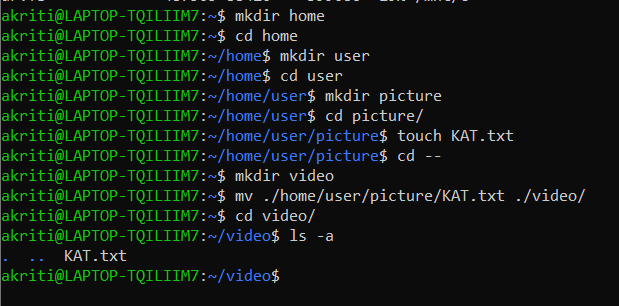 akriti@LAPTOP-TQILIIM7:~$ mkdir home
akriti@LAPTOP-TQILIIM7:~$ cd home
akriti@LAPTOP-TQILIIM7:~/home$ mkdir user
akriti@LAPTOP-TQILIIM7:~/home$ cd user
akriti@LAPTOP-TQILIIM7:~/home/user$ mkdir picture
akriti@LAPTOP-TQILIIM7:~/home/user$ cd picture/
akriti@LAPTOP-TQILIIM7:~/home/user/picture$ touch KAT.txt
akriti@LAPTOP-TQILIIM7:~/home/user/picture$ cd --
akriti@LAPTOP-TQILIIM7:~$ mkdir video
akriti@LAPTOP-TQILIIM7:~$ mv ./home/user/picture/KAT.txt ./video/
akriti@LAPTOP-TQILIIM7:~$ cd video/
akriti@LAPTOP-TQILIIM7:~/video$ ls -a
.  ..  KAT.txt
akriti@LAPTOP-TQILIIM7:~/video$